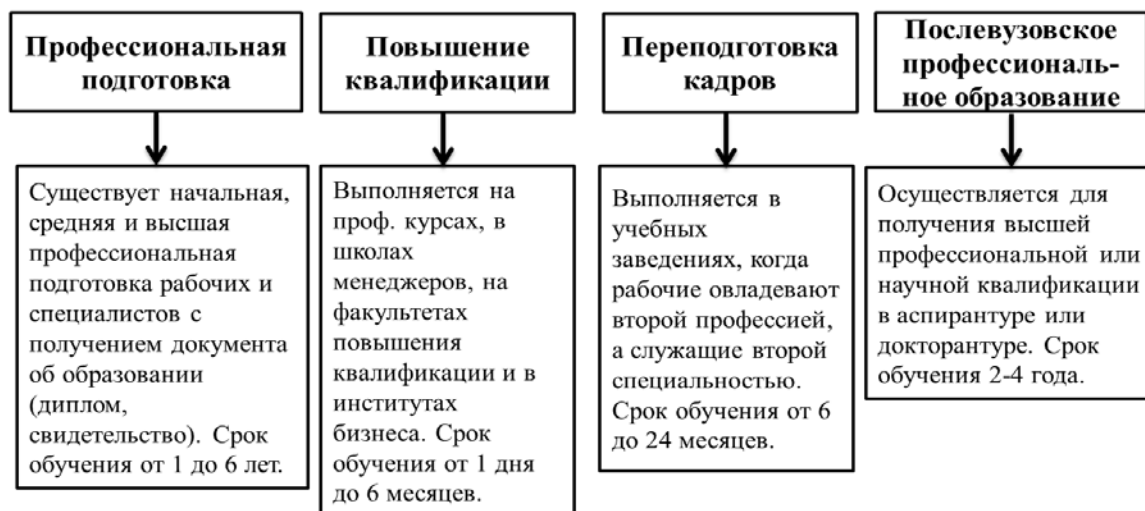 Профессиональная
подготовка
Повышение
квалификации
Переподготовка
кадров
Послевузовское
профессиональ-
ное образование
Существует начальная,
средняя и высшая
профессиональная
подготовка рабочих и
специалистов с
получением документа
об образовании
(диплом,
свидетельство). Срок
обучения от 1 до 6 лет.
Выполняется на
проф. курсах, в
школах
менеджеров, на
факультетах
повышения
квалификации и в
институтах
бизнеса. Срок
обучения от 1 дня
до 6 месяцев.
Выполняется в
учебных
заведениях, когда
рабочие овладевают
второй профессией,
а служащие второй
специальностью.
Срок обучения от 6
до 24 месяцев.
Осуществляется для
получения высшей
профессиональной или
научной квалификации
в аспирантуре или
докторантуре. Срок
обучения 2-4 года.